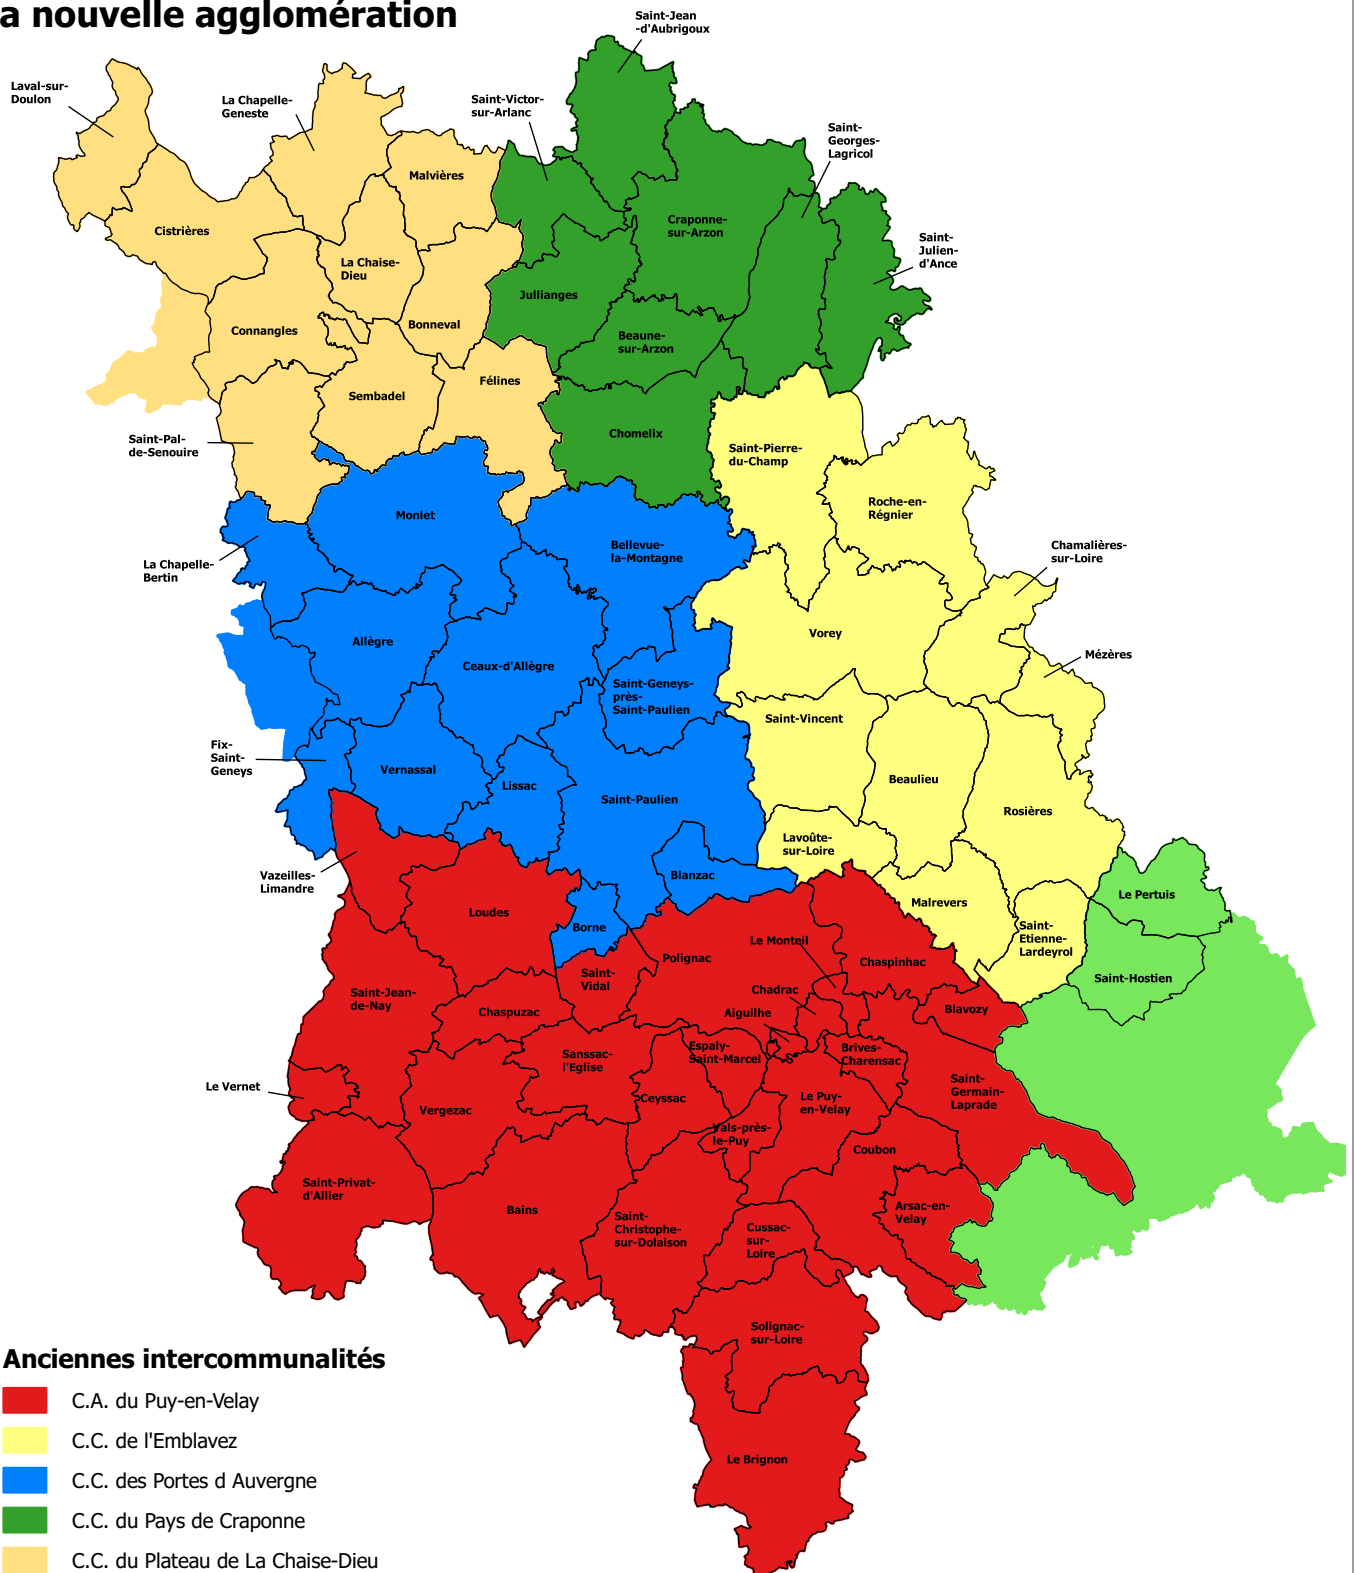 a nouvelle agglomération
Saint-Jean
-d'Aubrigoux
Laval-sur-
Doulon
La Chapelle-
Geneste
Saint-Victor-
sur-Arlanc
Saint-
Georges-
Lagricol
Malvières
Cistrières
Craponne-
sur-Arzon
Saint-
Julien-
d'Ance
La Chaise-
Dieu
Jullianges
Connangles
Bonneval
Beaune-
sur-Arzon
Félines
Sembadel
Chomelix
Saint-Pal-
de-Senouire
Saint-Pierre-
du-Champ
Roche-en-
Régnier
Monlet
Bellevue-
la-Montagne
Chamalières-
sur-Loire
La Chapelle-
Bertin
Vorey
Allègre
Mézères
Ceaux-d'Allègre
Saint-Geneys-
près-
Saint-Paulien
Saint-Vincent
Fix-
Saint-
Geneys
Vernassal
Lissac
Beaulieu
Saint-Paulien
Rosières
Lavoûte-
sur-Loire
Vazeilles-
Limandre
Blanzac
Le Pertuis
Malrevers
Loudes
Borne
Saint-
Etienne-
Lardeyrol
Le Monteil
Polignac
Chaspinhac
Saint-
Vidal
Saint-Hostien
Saint-Jean-
de-Nay
Chadrac
Chaspuzac
Aiguilhe
Blavozy
Espaly-
Saint-Marcel
Brives-
Charensac
Sanssac-
l'Eglise
Le Vernet
Saint-
Germain-
Laprade
Ceyssac
Le Puy-
en-Velay
Vergezac
Vals-près-
le-Puy
Coubon
Saint-Privat-
d'Allier
Bains
Arsac-en-
Velay
Saint-
Christophe-
sur-Dolaison
Cussac-
sur-
Loire
Solignac-
sur-Loire
Le Brignon
Anciennes intercommunalités
C.A. du Puy-en-Velay
C.C. de l'Emblavez
C.C. des Portes d Auvergne
C.C. du Pays de Craponne
C.C. du Plateau de La Chaise-Dieu